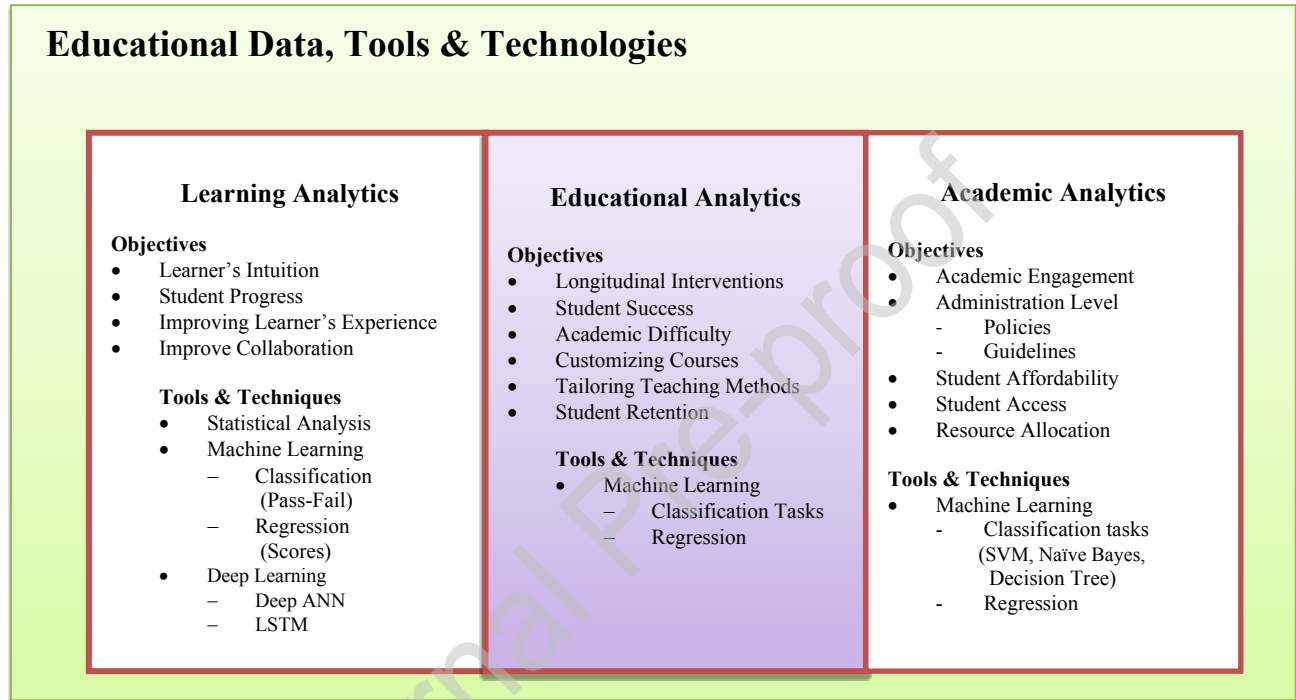 Educational Data, Tools & Technologies
Learning Analytics
Objectives
• Learner's Intuition
• Student Progress
• Improving Learner's Experience
• Improve Collaboration
Tools & Techniques
• Statistical Analysis
• Machine Learning
– Classification
(Pass-Fail)
– Regression
(Scores)
• Deep Learning
– Deep ANN
– LSTM
Educational Analytics
Objectives
• Longitudinal Interventions
• Student Success
• Academic Difficulty
• Customizing Courses
• Tailoring Teaching Methods
• Student Retention
Tools & Techniques
• Machine Learning
– Classification Tasks
– Regression
Academic Analytics
Objectives
• Academic Engagement
• Administration Level
- Policies
- Guidelines
• Student Affordability
• Student Access
• Resource Allocation
Tools & Techniques
• Machine Learning
- Classification tasks
(SVM, Naïve Bayes,
Decision Tree)
- Regression
rnal Pre-proof